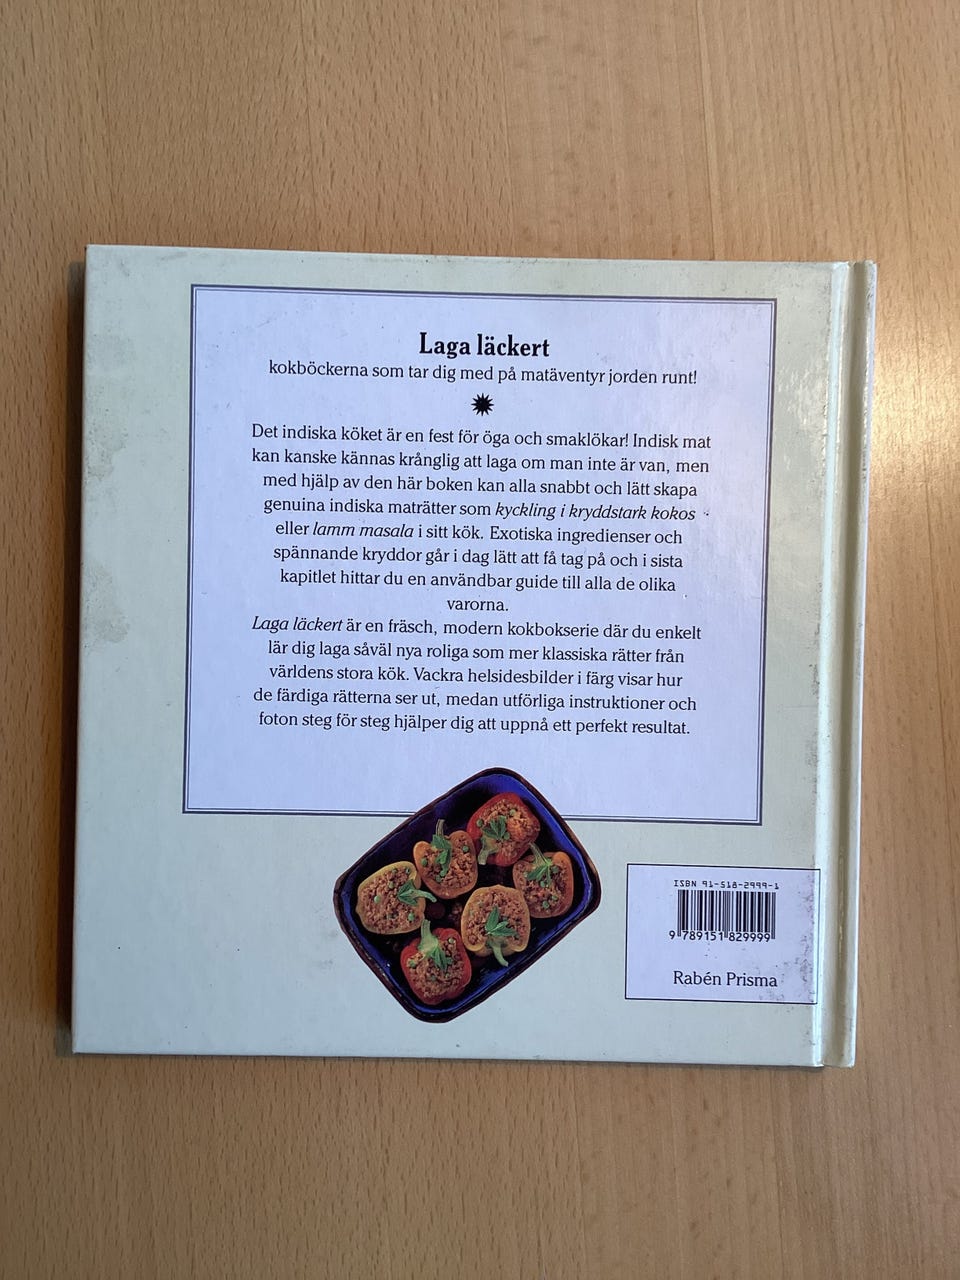 Laga läckert
kokböckerna som tar dig med på matäventyr jorden runt!
Det indiska köket är en fest för öga och smaklökar! Indisk mat
kan kanske kännas krånglig att laga om man inte är van, men
med hjälp av den här boken kan alla snabbt och lätt skapa
genuina indiska maträtter som kyckling i kryddstark kokos
eller lamm masala i sitt kök. Exotiska ingredienser och
spännande kryddor går i dag lätt att få tag på och i sista
kapitlet hittar du en användbar guide till alla de olika
varorna.
Laga läckert är en fräsch, modern kokbokserie där du enkelt
lär dig laga såväl nya roliga som mer klassiska rätter från
världens stora kök. Vackra helsidesbilder i färg visar hur
de färdiga rätterna ser ut, medan utförliga instruktioner och
foton steg för steg hjälper dig att uppnå ett perfekt resultat.
ISBN 91-518-2999-1
9 789151 829999
Rabén Prisma